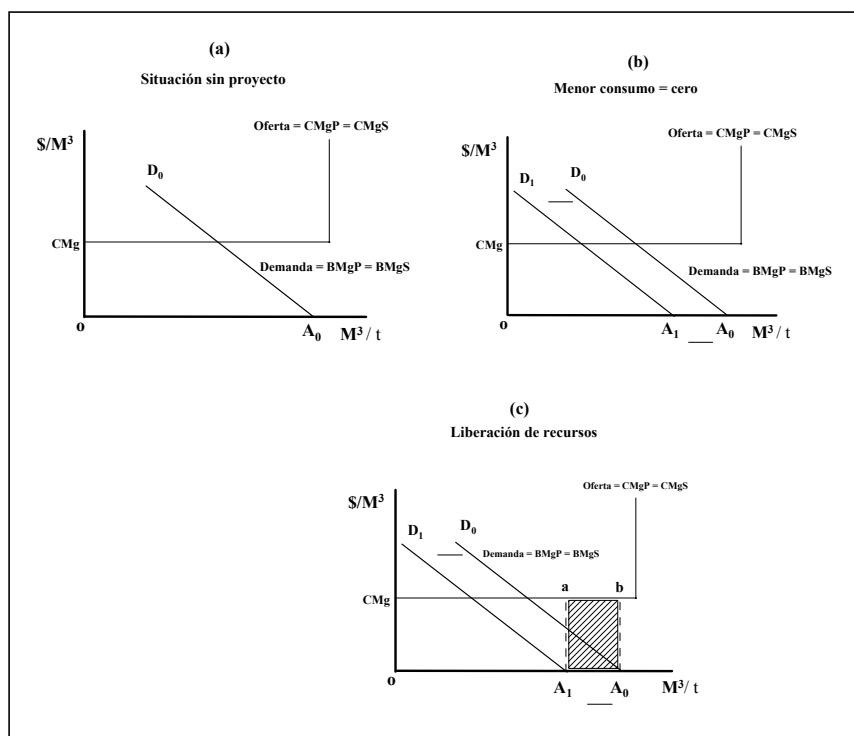 (a)
Situación sin proyecto
Oferta = CMgP = CMgS
$/M³
D₀
CMg
Demanda = BMgP = BMgS
o
A₀
M³/ t
(b)
Menor consumo = cero
Oferta = CMgP = CMgS
$/M³
D₁
D₀
CMg
Demanda = BMgP = BMgS
o
A₁
A₀
M³/ t
(c)
Liberación de recursos
Oferta = CMgP = CMgS
$/M³
D₁
D₀
Demanda = BMgP = BMgS
a
b
CMg
o
A₁
A₀
M³/ t